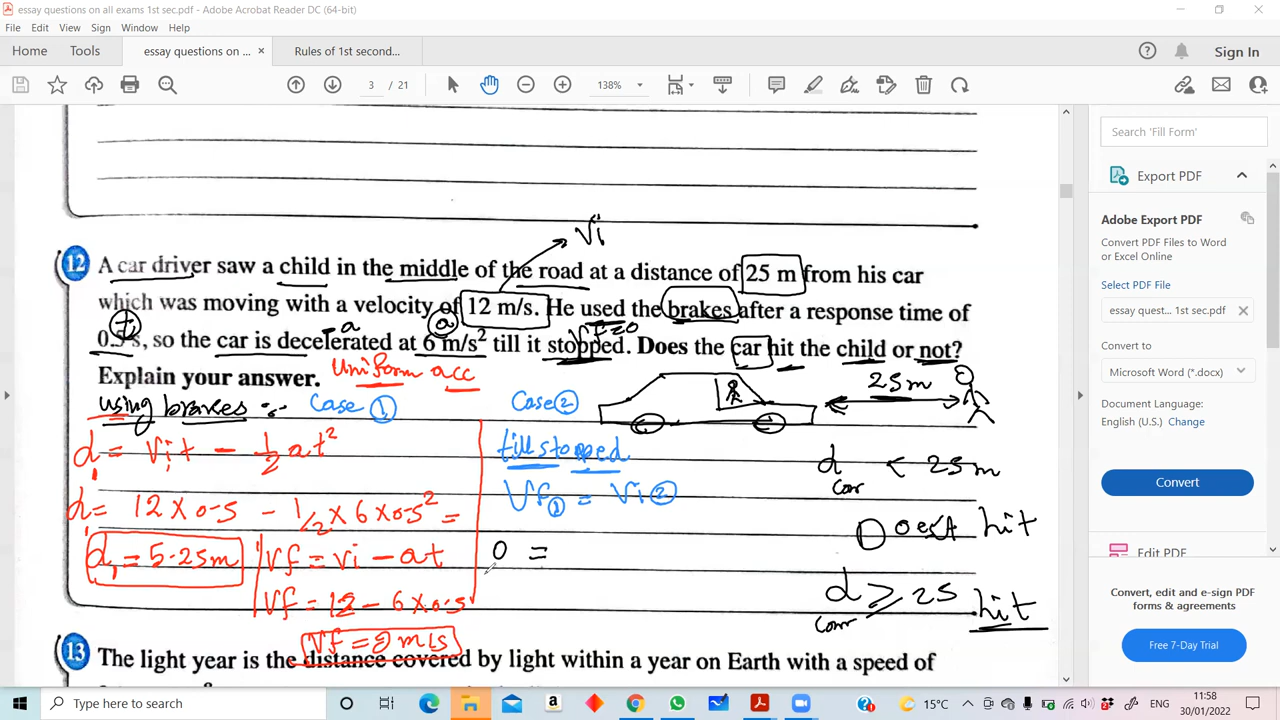 essay questions on all exams 1st sec.pdf - Adobe Acrobat Reader DC (64-bit)
File Edit View Sign Window Help
Home Tools essay questions on ... × Rules of 1st second...
Sign In
3 / 21
138%
12 A car driver saw a child in the middle of the road at a distance of 25 m from his car
Vi
which was moving with a velocity of 12 m/s. He used the brakes after a response time of
0.5 s, so the car is decelerated at 6 m/s² till it stopped. Does the car hit the child or not?
t -a a Vf=0
Explain your answer. Uniform acc
using brakes Case ① Case ②
25m
d₁ = Vit - 1/2 at²
till stopped
d car < 25m
d₁ = 12 × 0.5 - 1/2 × 6 × 0.5² =
Vf① = Vi②
Doesn't hit
d₁ = 5.25m Vf = Vi - at
0 =
d car ≥ 25 hit
Vf = 12 - 6 × 0.5
m/s
13 The light year is the distance covered by light within a year on Earth with a speed of
Search 'Fill Form'
Export PDF
Adobe Export PDF
Convert PDF Files to Word
or Excel Online
Select PDF File
essay quest... 1st sec.pdf
Convert to
Microsoft Word (*.docx)
Document Language:
English (U.S.) Change
Convert
Edit PDF
Convert, edit and e-sign PDF
forms & agreements
Free 7-Day Trial
Type here to search
15°C
11:58
30/01/2022